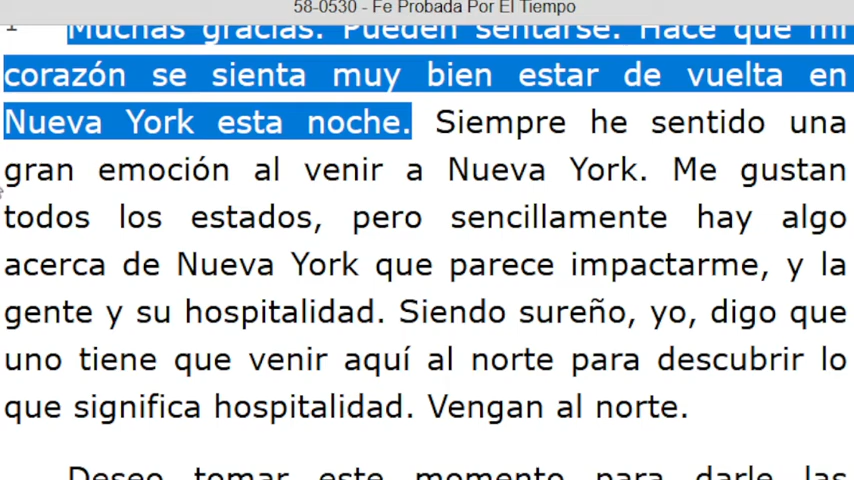 58-0530 - Fe Probada Por El Tiempo
1 Muchas gracias. Pueden sentarse. Hace que mi
corazón se sienta muy bien estar de vuelta en
Nueva York esta noche. Siempre he sentido una
gran emoción al venir a Nueva York. Me gustan
todos los estados, pero sencillamente hay algo
acerca de Nueva York que parece impactarme, y la
gente y su hospitalidad. Siendo sureño, yo, digo que
uno tiene que venir aquí al norte para descubrir lo
que significa hospitalidad. Vengan al norte.
Deseo tomar este momento para darle las